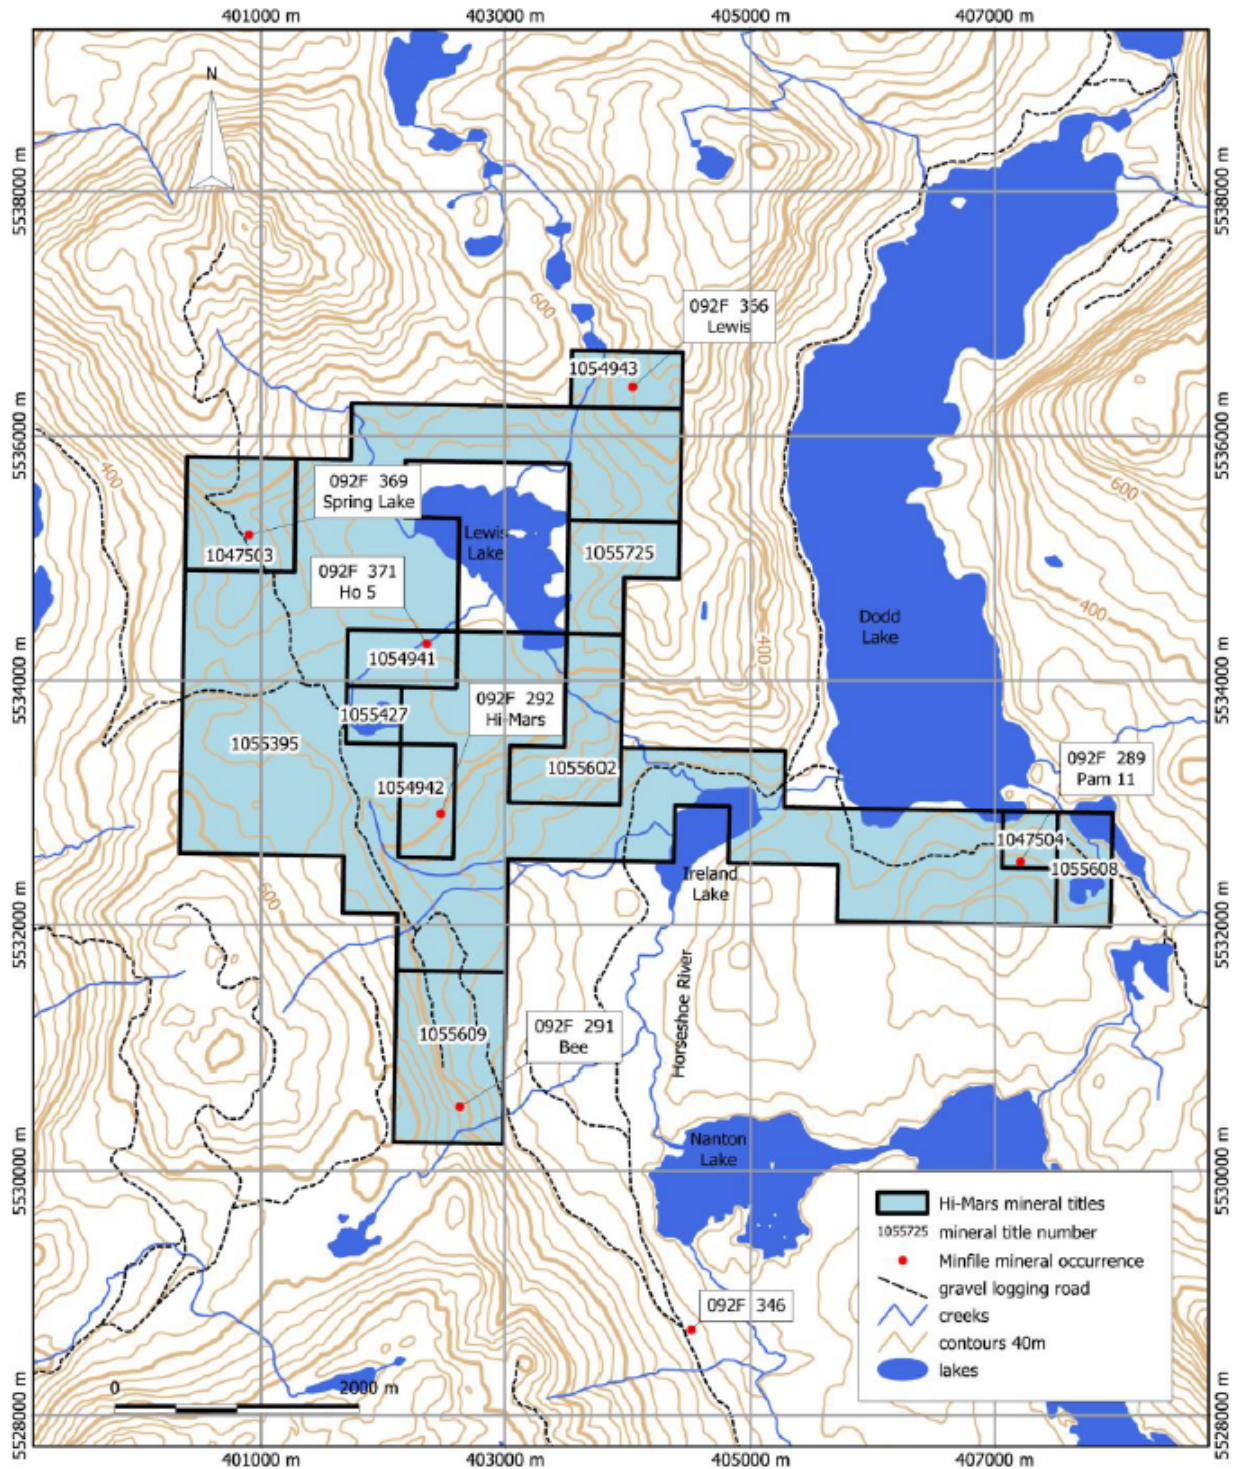 401000 m
403000 m
405000 m
407000 m
N
5538000 m
5538000 m
600
092F 366
Lewis
1054943
5536000 m
5536000 m
400
600
092F 369
Spring Lake
Lewis
Lake
1055725
1047503
092F 371
Ho 5
400
Dodd
Lake
400
1054941
5534000 m
5534000 m
092F 292
Hi-Mars
1055427
1055395
1055602
092F 289
Pam 11
1054942
1047504
1055608
Ireland
Lake
600
5532000 m
5532000 m
Horseshoe River
1055609
092F 291
Bee
Nanton
Lake
5530000 m
5530000 m
Hi-Mars mineral titles
1055725 mineral title number
Minfile mineral occurrence
gravel logging road
creeks
contours 40m
lakes
092F 346
0
2000 m
5528000 m
5528000 m
401000 m
403000 m
405000 m
407000 m